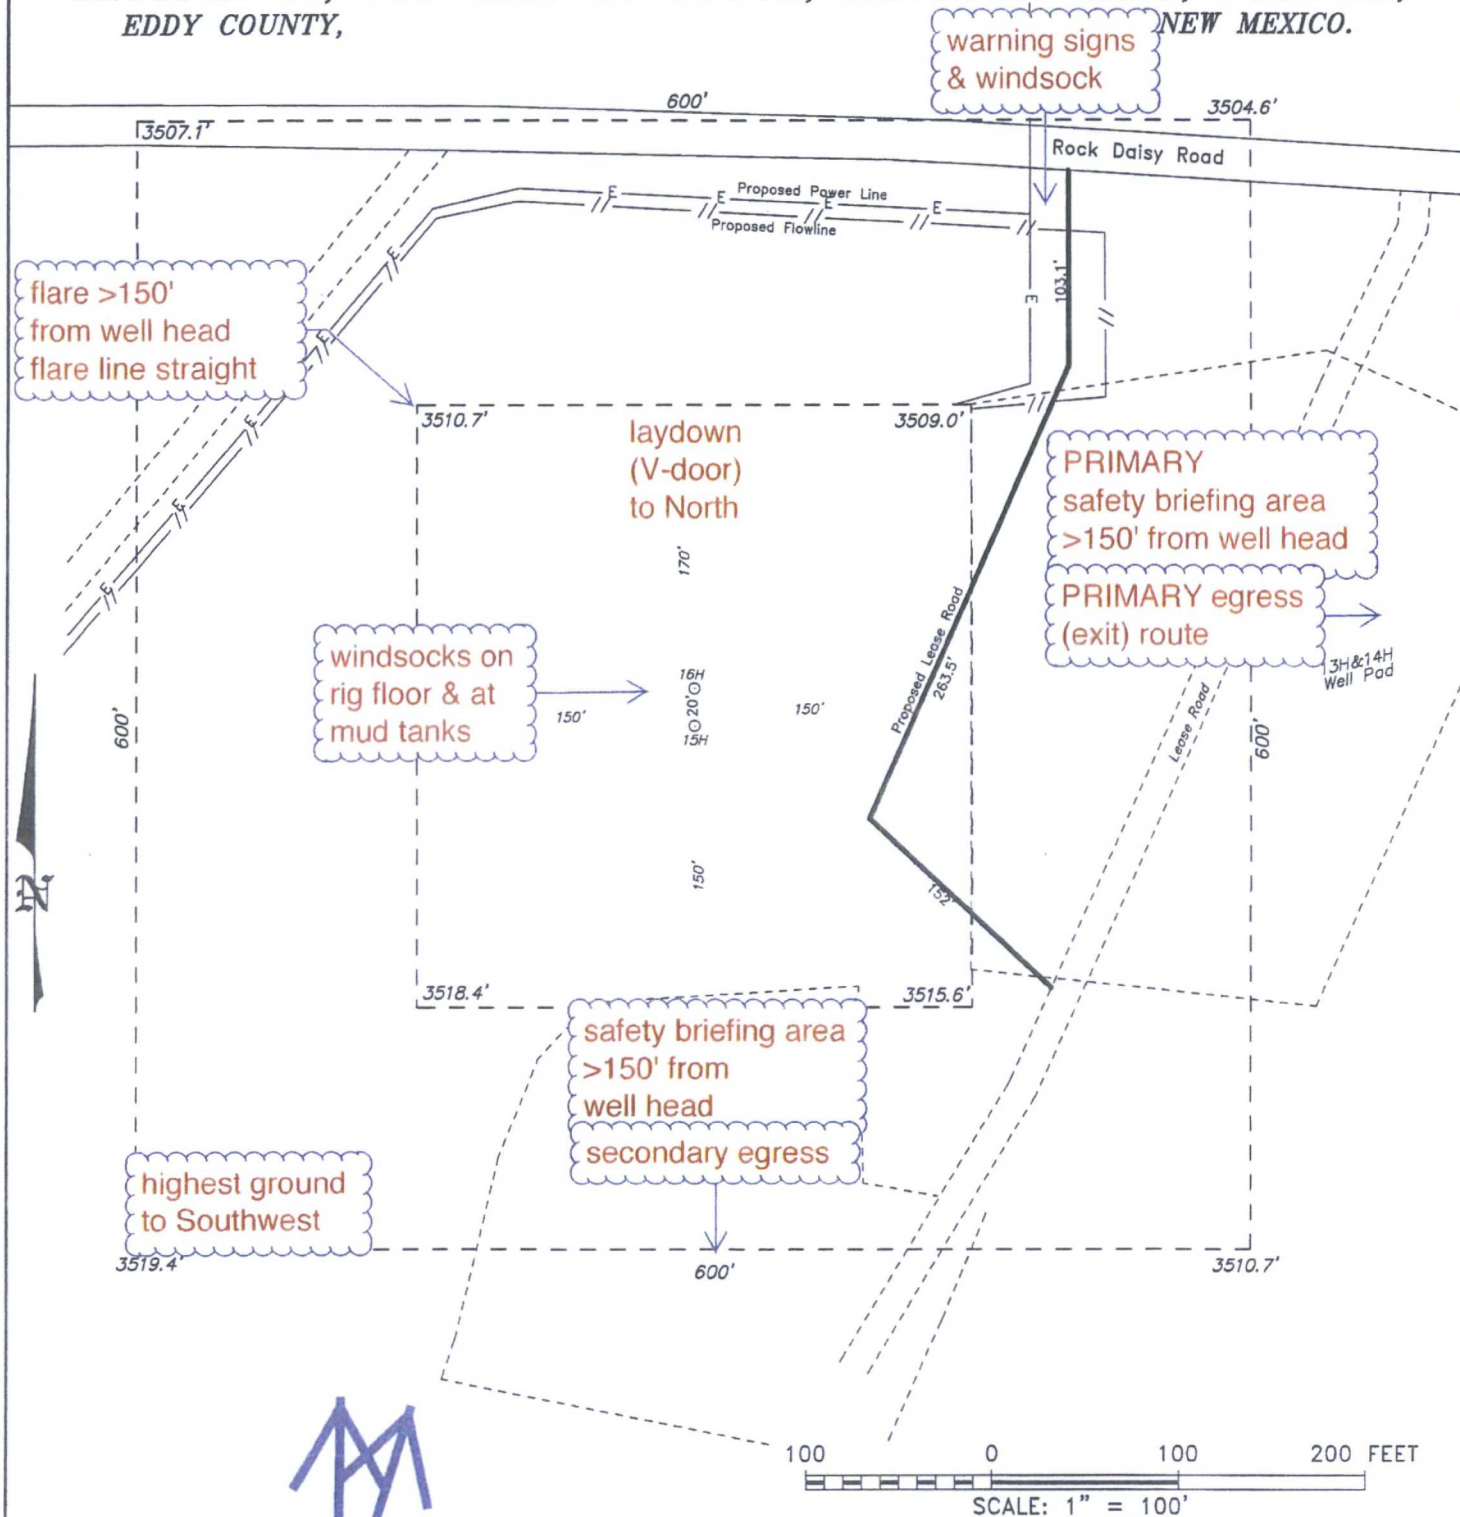 EDDY COUNTY,
NEW MEXICO.
warning signs
& windsock
600'
3507.1'
3504.6'
Rock Daisy Road
E
E
E
E
Proposed Power Line
Proposed Flowline
103.1'
E
E
E
E
E
E
flare >150'
from well head
flare line straight
3510.7'
3509.0'
laydown
(V-door)
to North
170'
PRIMARY
safety briefing area
>150' from well head
PRIMARY egress
(exit) route
3H&14H
Well Pad
windsocks on
rig floor & at
mud tanks
16H
20'
15H
150'
150'
Proposed Lease Road
263.5'
Lease Road
600'
600'
150'
152'
N
3518.4'
3515.6'
safety briefing area
>150' from
well head
secondary egress
highest ground
to Southwest
3519.4'
600'
3510.7'
100 0 100 200 FEET
SCALE: 1" = 100'